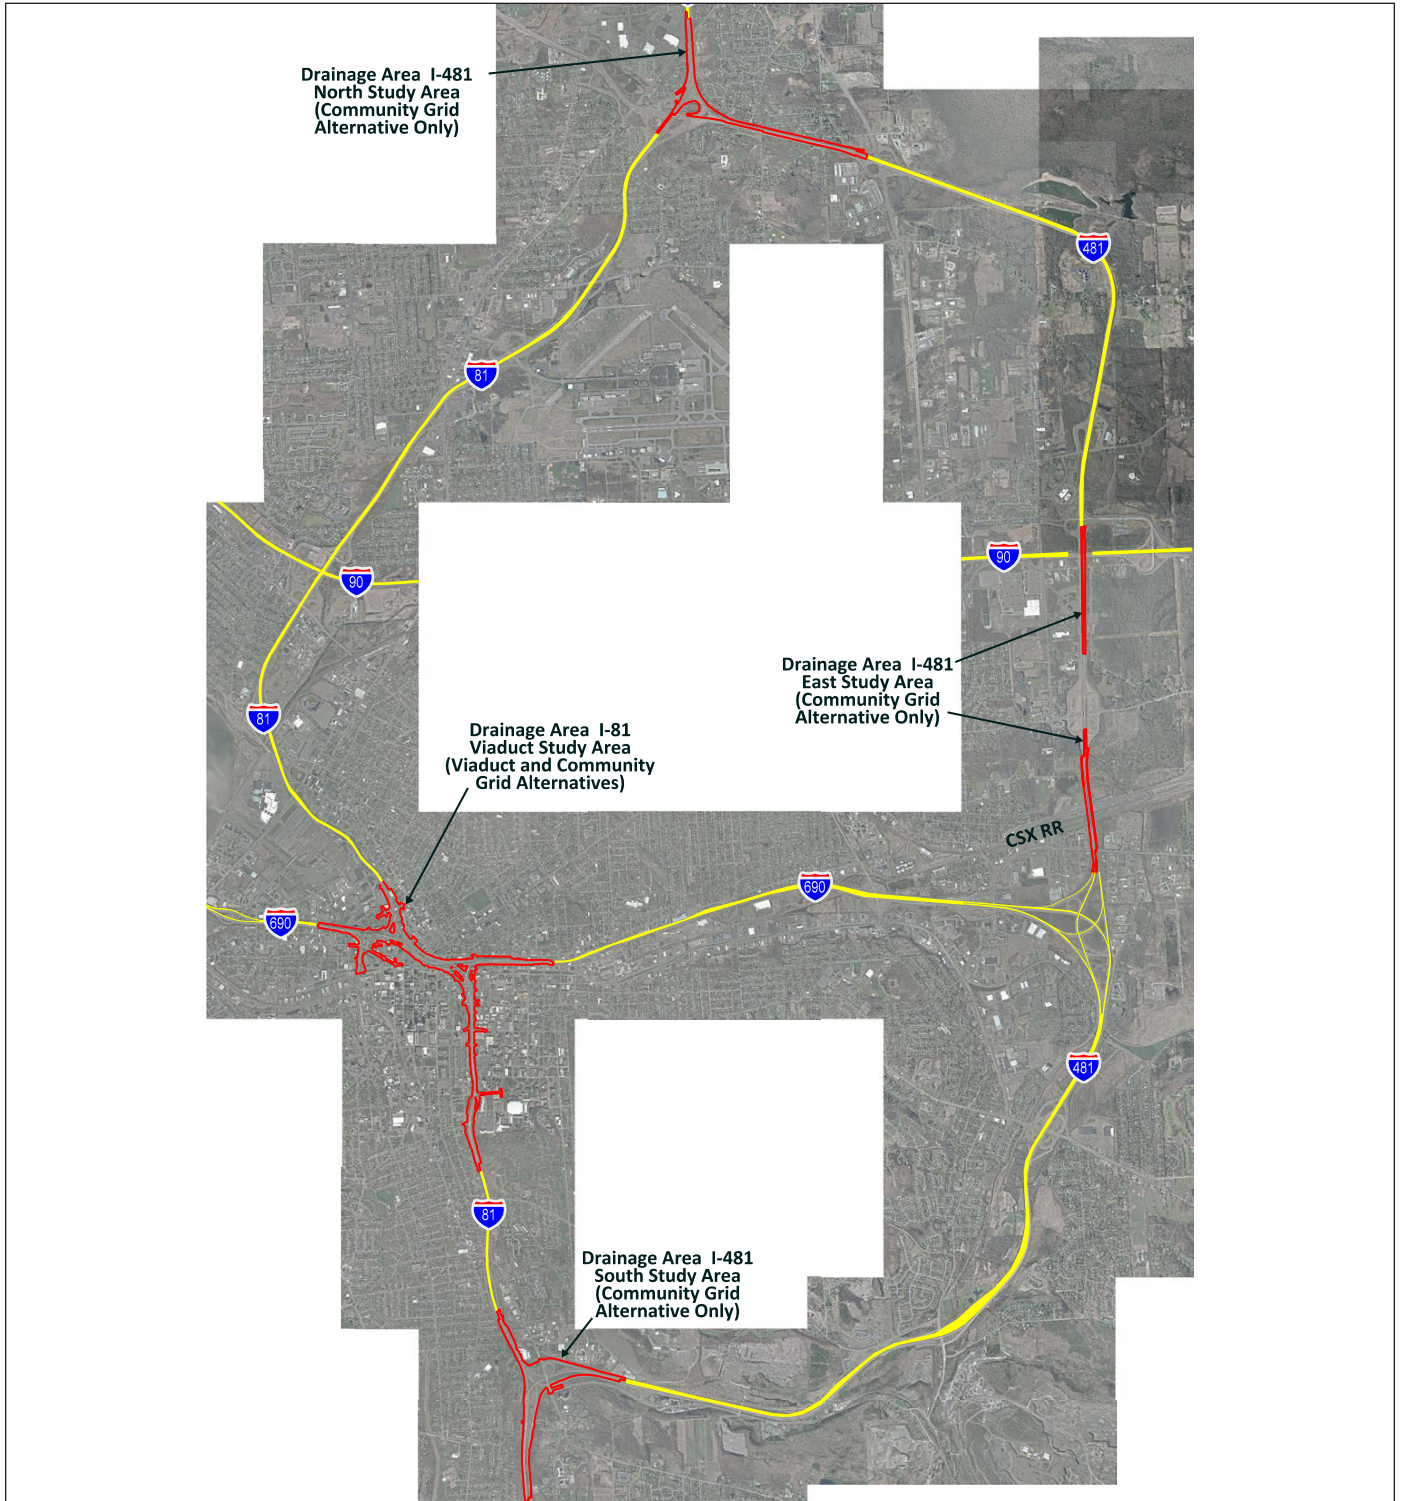 Drainage Area I-481
North Study Area
(Community Grid
Alternative Only)
481
81
90
90
Drainage Area I-481
East Study Area
(Community Grid
Alternative Only)
81
Drainage Area I-81
Viaduct Study Area
(Viaduct and Community
Grid Alternatives)
CSX RR
690
690
481
81
Drainage Area I-481
South Study Area
(Community Grid
Alternative Only)